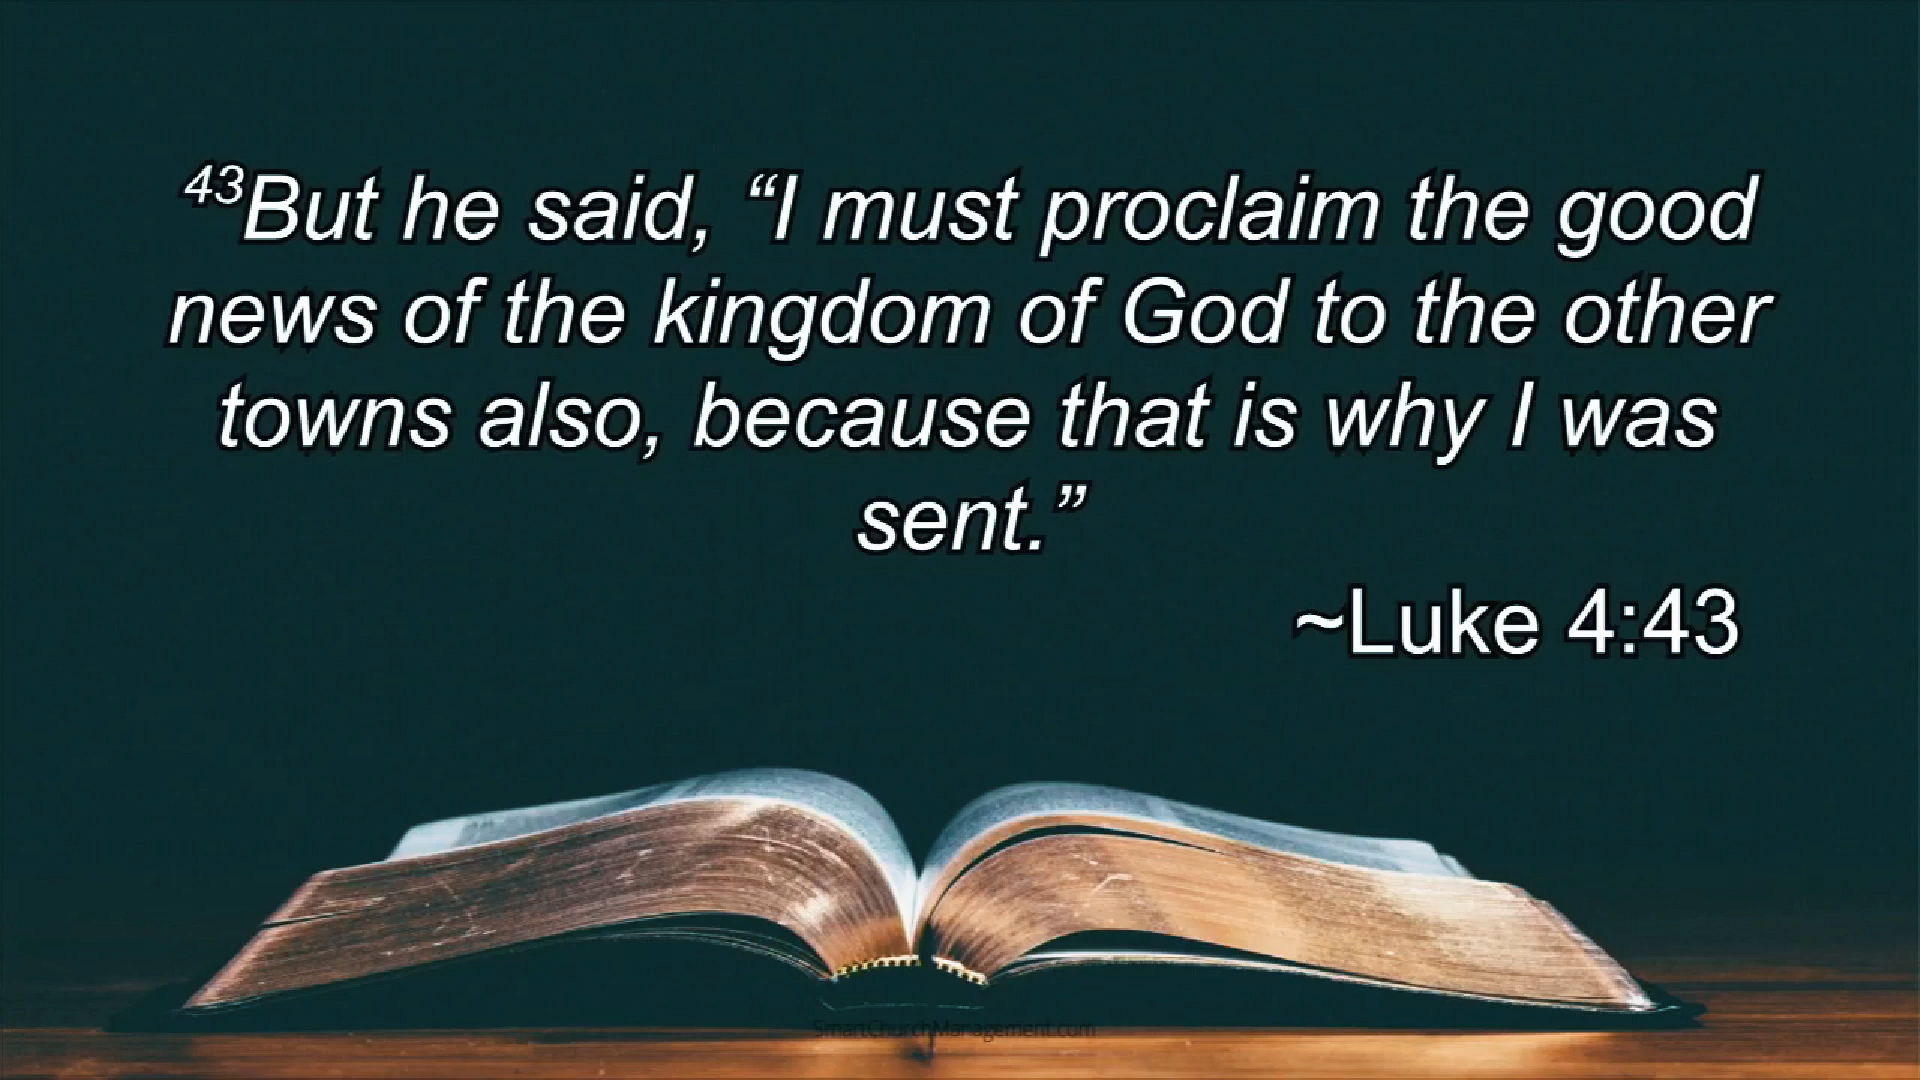 ⁴³But he said, “I must proclaim the good
news of the kingdom of God to the other
towns also, because that is why I was
sent.”
~Luke 4:43
SmartChurchManagement.com